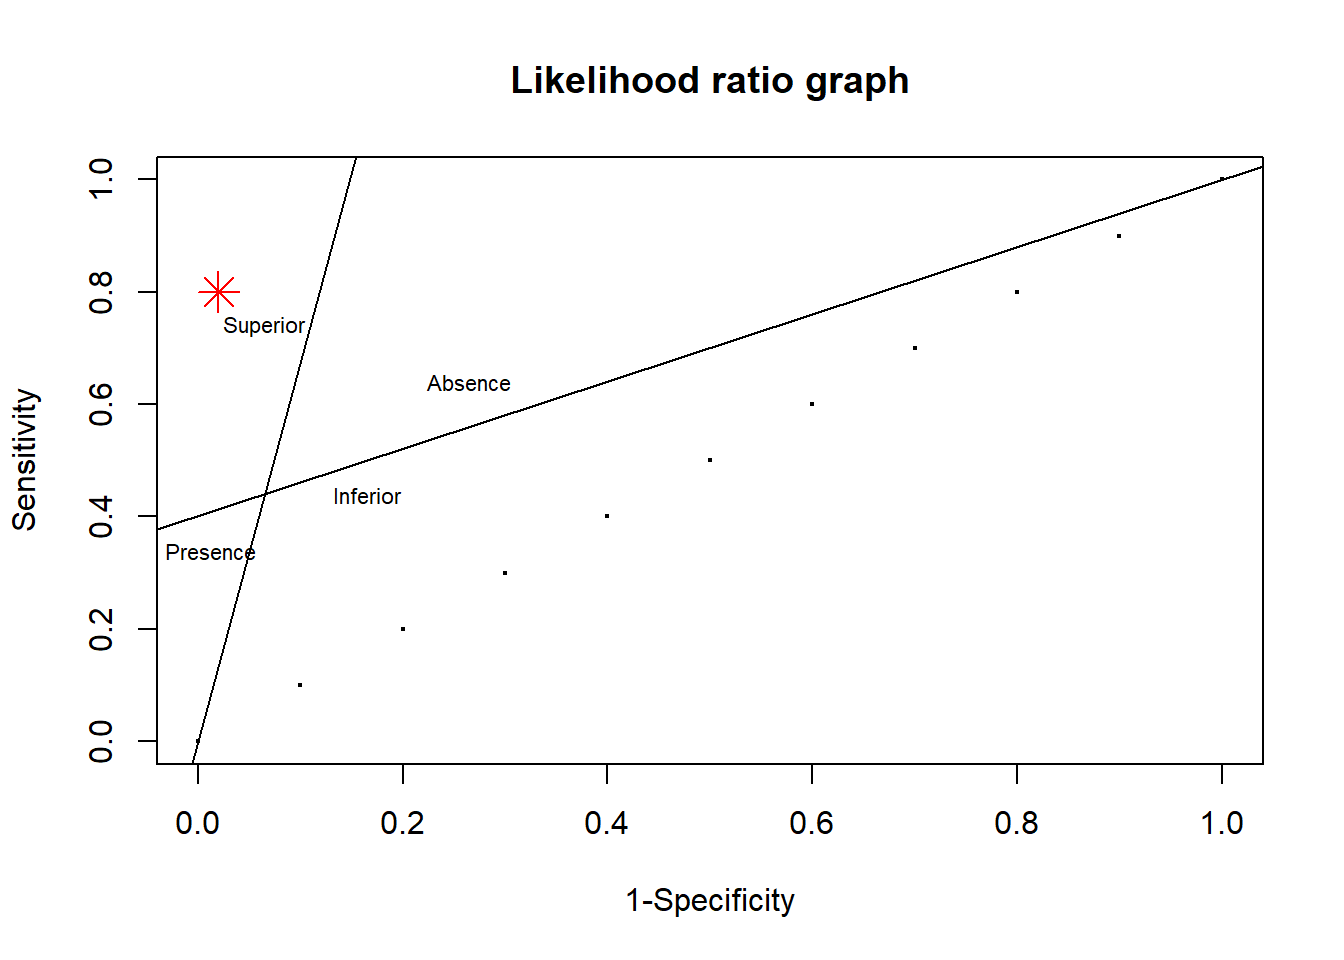 Likelihood ratio graph
1.0
0.8
0.6
0.4
0.2
0.0
Sensitivity
Superior
Absence
Inferior
Presence
0.0 0.2 0.4 0.6 0.8 1.0
1-Specificity